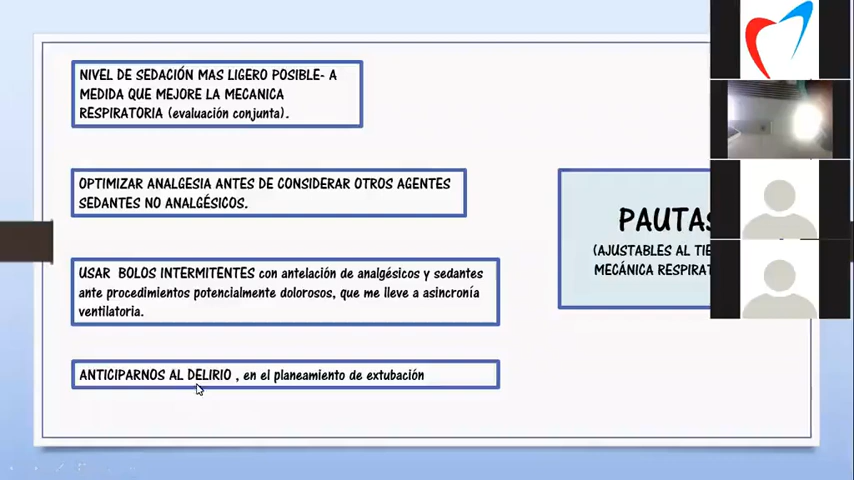 NIVEL DE SEDACIÓN MAS LIGERO POSIBLE- A
MEDIDA QUE MEJORE LA MECANICA
RESPIRATORIA (evaluación conjunta).
OPTIMIZAR ANALGESIA ANTES DE CONSIDERAR OTROS AGENTES
SEDANTES NO ANALGÉSICOS.
USAR BOLOS INTERMITENTES con antelación de analgésicos y sedantes
ante procedimientos potencialmente dolorosos, que me lleve a asincronía
ventilatoria.
ANTICIPARNOS AL DELIRIO , en el planeamiento de extubación
PAUTAS
(AJUSTABLES AL
MECÁNICA